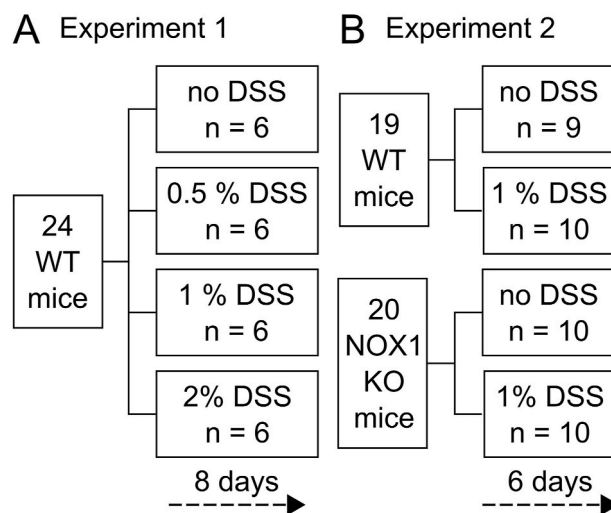 A Experiment 1
no DSS
n = 6
0.5 % DSS
n = 6
24
WT
mice
1 % DSS
n = 6
2% DSS
n = 6
8 days
B Experiment 2
19
WT
mice
no DSS
n = 9
1 % DSS
n = 10
20
NOX1
KO
mice
no DSS
n = 10
1% DSS
n = 10
6 days